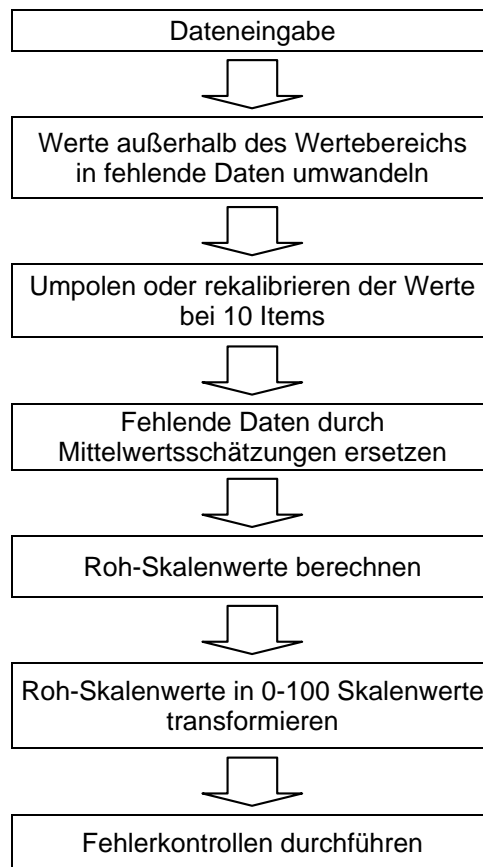 Dateneingabe
Werte außerhalb des Wertebereichs
in fehlende Daten umwandeln
Umpolen oder rekalibrieren der Werte
bei 10 Items
Fehlende Daten durch
Mittelwertsschätzungen ersetzen
Roh-Skalenwerte berechnen
Roh-Skalenwerte in 0-100 Skalenwerte
transformieren
Fehlerkontrollen durchführen